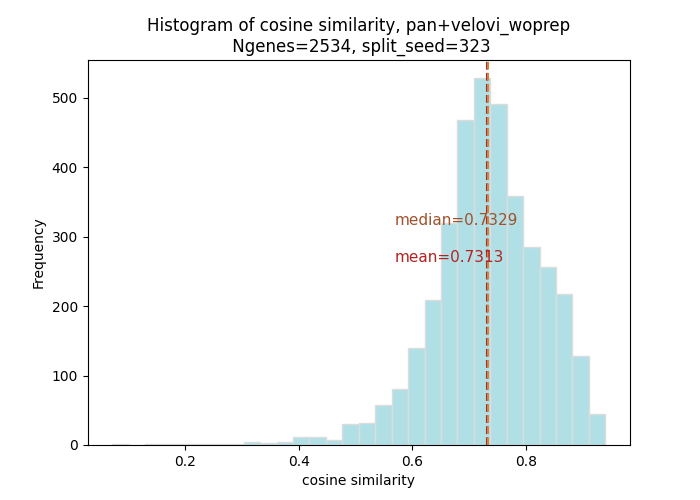 Histogram of cosine similarity, pan+velovi_woprep
Ngenes=2534, split_seed=323
500
400
300
200
100
0
Frequency
median=0.7329
mean=0.7313
0.2 0.4 0.6 0.8
cosine similarity